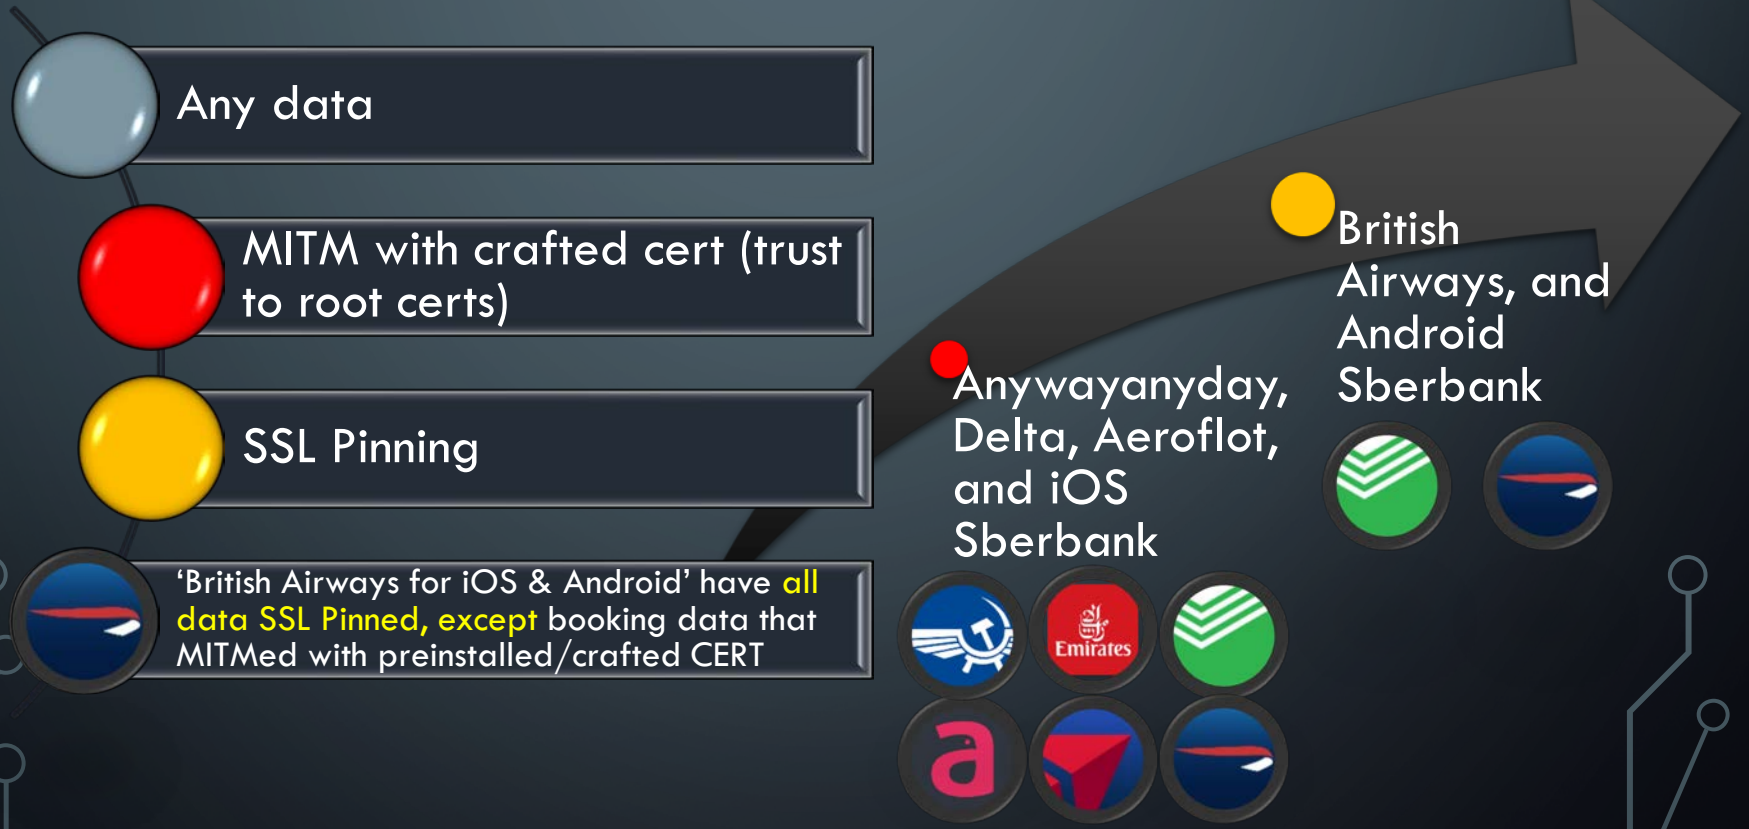 Any data
MITM with crafted cert (trust
to root certs)
SSL Pinning
‘British Airways for iOS & Android’ have all
data SSL Pinned, except booking data that
MITMed with preinstalled/crafted CERT
Anywayanyday,
Delta, Aeroflot,
and iOS
Sberbank
Emirates
a
British
Airways, and
Android
Sberbank